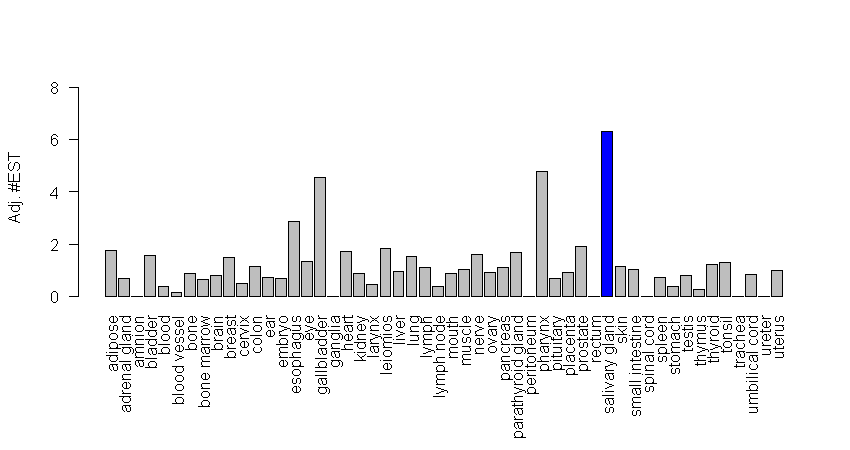 Adj. #EST
8
6
4
2
0
adipose
adrenal gland
amnion
bladder
blood
blood vessel
bone
bone marrow
brain
breast
cervix
colon
ear
embryo
esophagus
eye
gallbladder
ganglia
heart
kidney
larynx
leiomios
liver
lung
lymph
lymph node
mouth
muscle
nerve
ovary
pancreas
parathyroid gland
peritoneum
pharynx
pituitary
placenta
prostate
rectum
salivary gland
skin
small intestine
spinal cord
spleen
stomach
testis
thymus
thyroid
tonsil
trachea
umbilical cord
ureter
uterus